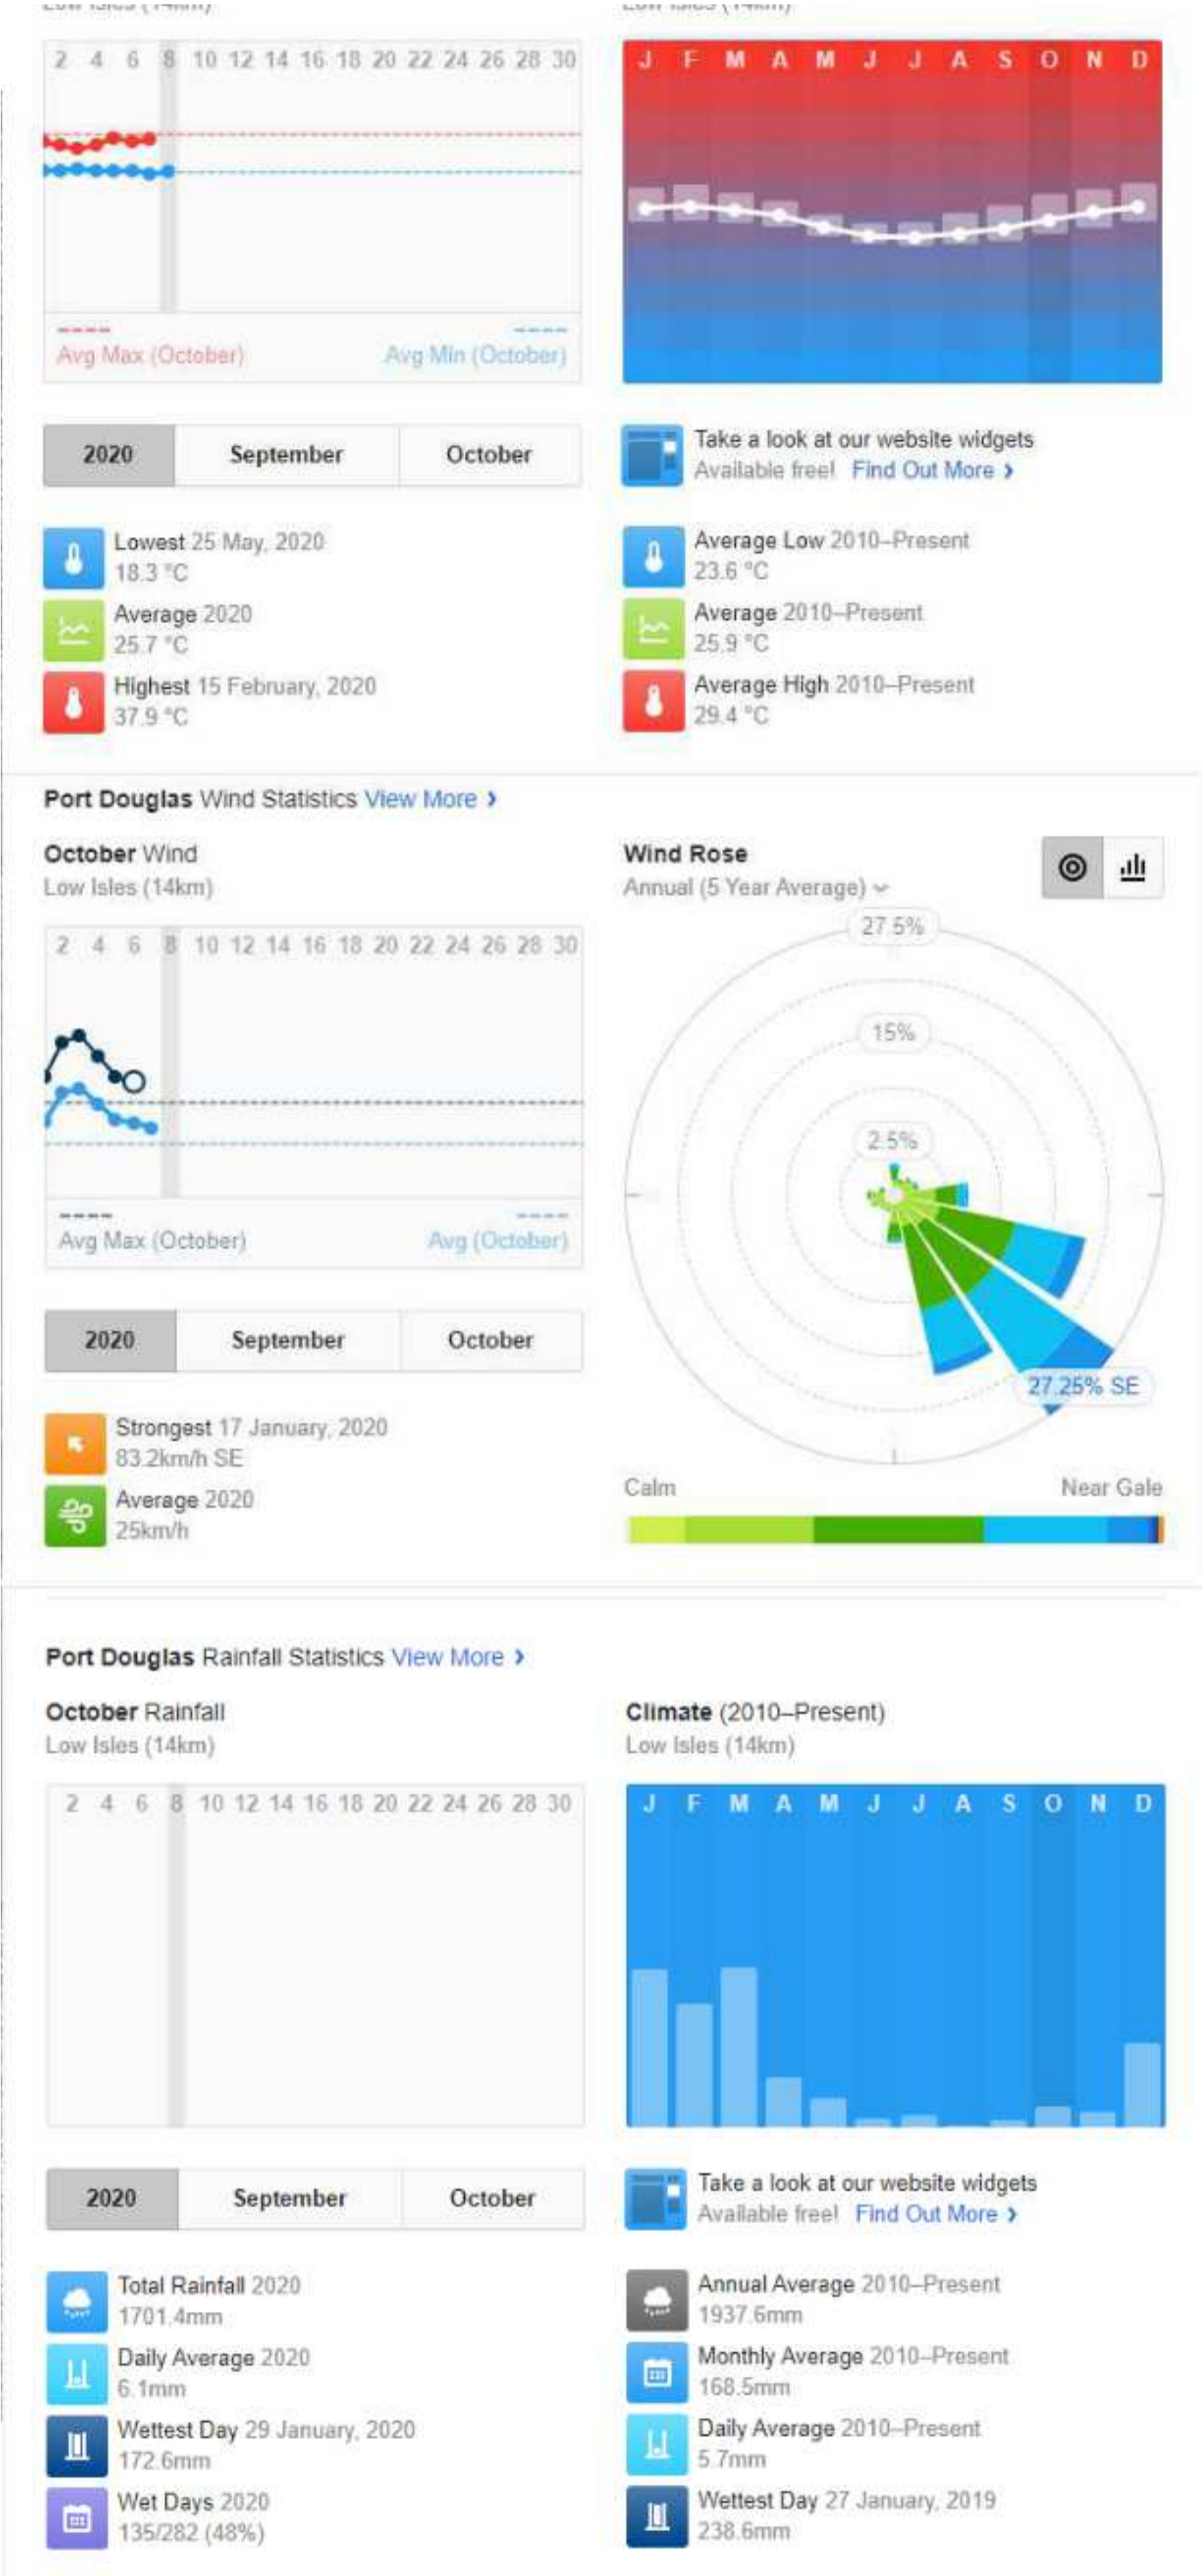 Low Isles (14km)
Low Isles (14km)
2 4 6 8 10 12 14 16 18 20 22 24 26 28 30
J F M A M J J A S O N D
Avg Max (October)
Avg Min (October)
2020 September October
Take a look at our website widgets
Available free! Find Out More ›
Lowest 25 May, 2020
18.3 °C
Average 2020
25.7 °C
Highest 15 February, 2020
37.9 °C
Average Low 2010–Present
23.6 °C
Average 2010–Present
25.9 °C
Average High 2010–Present
29.4 °C
Port Douglas Wind Statistics View More ›
October Wind
Low Isles (14km)
2 4 6 8 10 12 14 16 18 20 22 24 26 28 30
Avg Max (October)
Avg (October)
2020 September October
Strongest 17 January, 2020
83.2km/h SE
Average 2020
25km/h
Wind Rose
Annual (5 Year Average)
27.5%
15%
2.5%
27.25% SE
Calm
Near Gale
Port Douglas Rainfall Statistics View More ›
October Rainfall
Low Isles (14km)
2 4 6 8 10 12 14 16 18 20 22 24 26 28 30
Climate (2010–Present)
Low Isles (14km)
J F M A M J J A S O N D
2020 September October
Take a look at our website widgets
Available free! Find Out More ›
Total Rainfall 2020
1701.4mm
Daily Average 2020
6.1mm
Wettest Day 29 January, 2020
172.6mm
Wet Days 2020
135/282 (48%)
Annual Average 2010–Present
1937.6mm
Monthly Average 2010–Present
168.5mm
Daily Average 2010–Present
5.7mm
Wettest Day 27 January, 2019
238.6mm